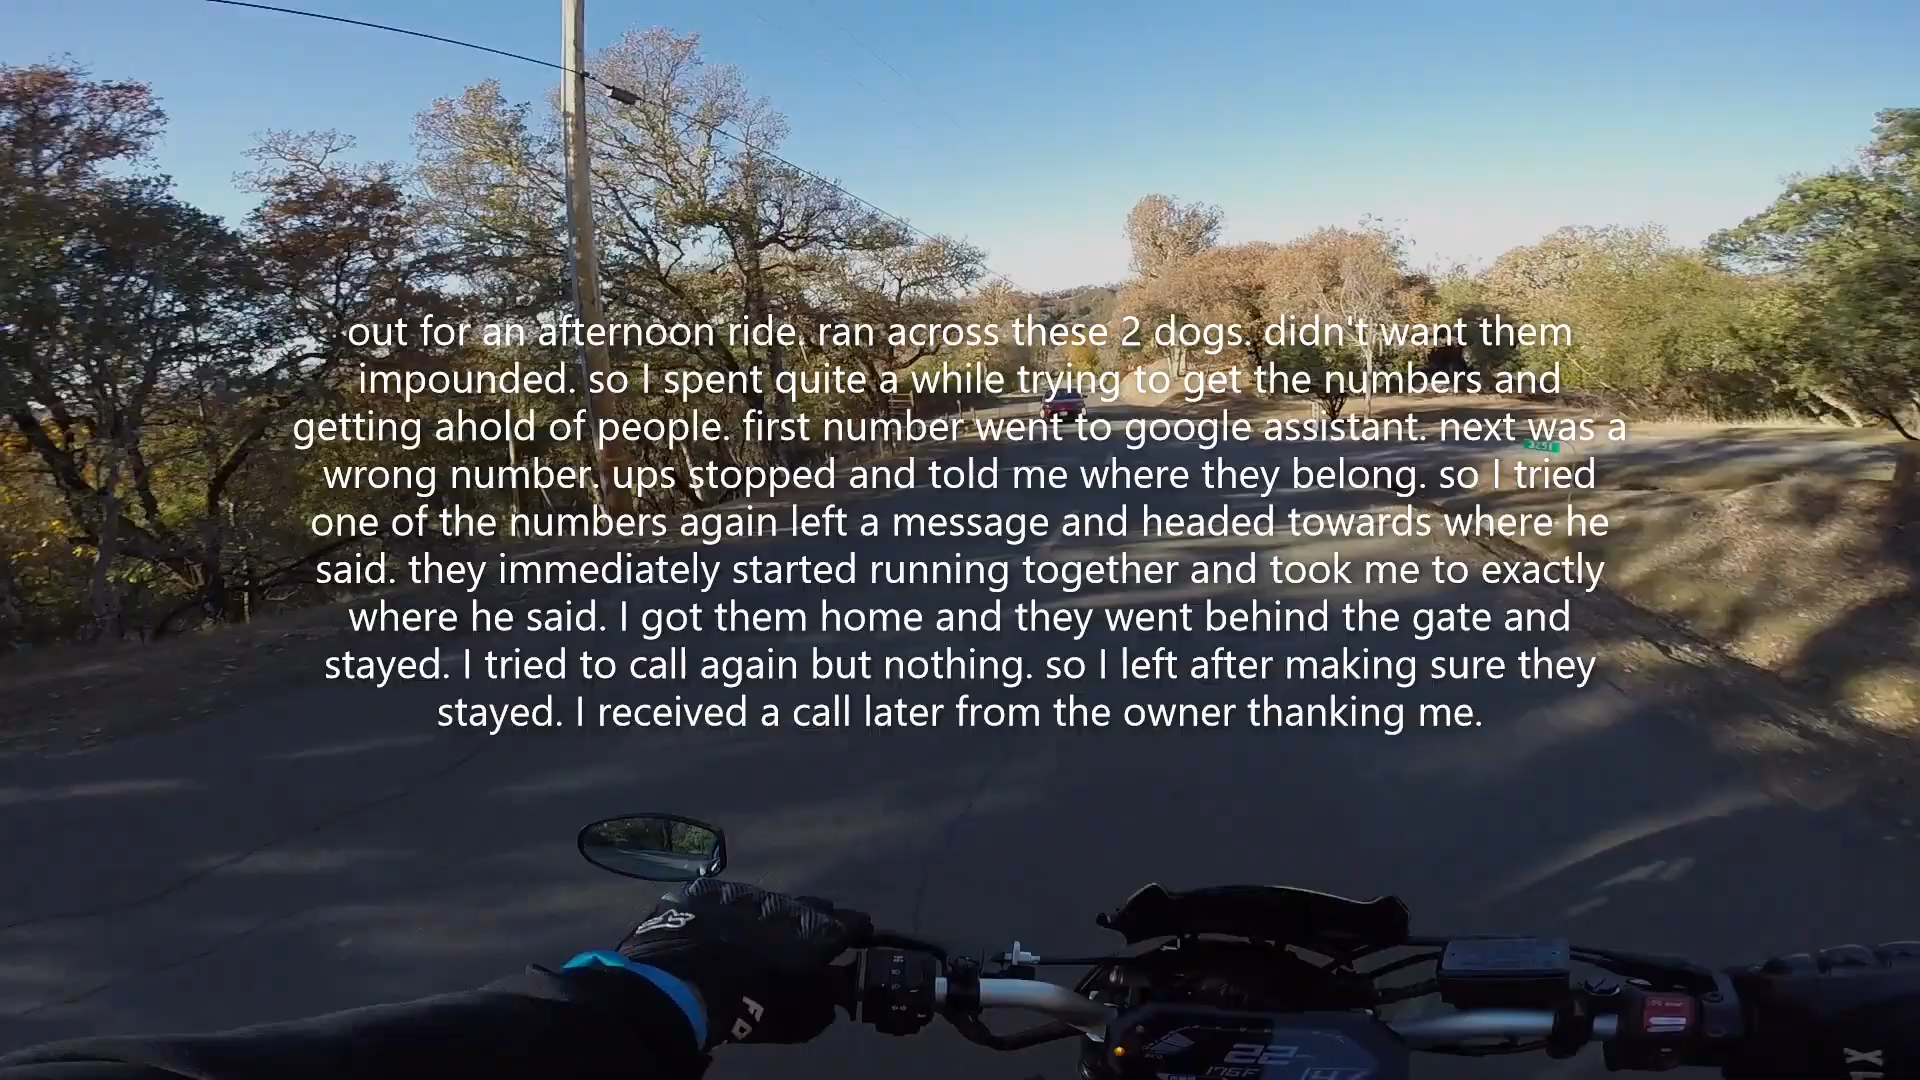 out for an afternoon ride. ran across these 2 dogs. didn't want them
impounded. so I spent quite a while trying to get the numbers and
getting ahold of people. first number went to google assistant. next was a
wrong number. ups stopped and told me where they belong. so I tried
one of the numbers again left a message and headed towards where he
said. they immediately started running together and took me to exactly
where he said. I got them home and they went behind the gate and
stayed. I tried to call again but nothing. so I left after making sure they
stayed. I received a call later from the owner thanking me.
22
176F
147